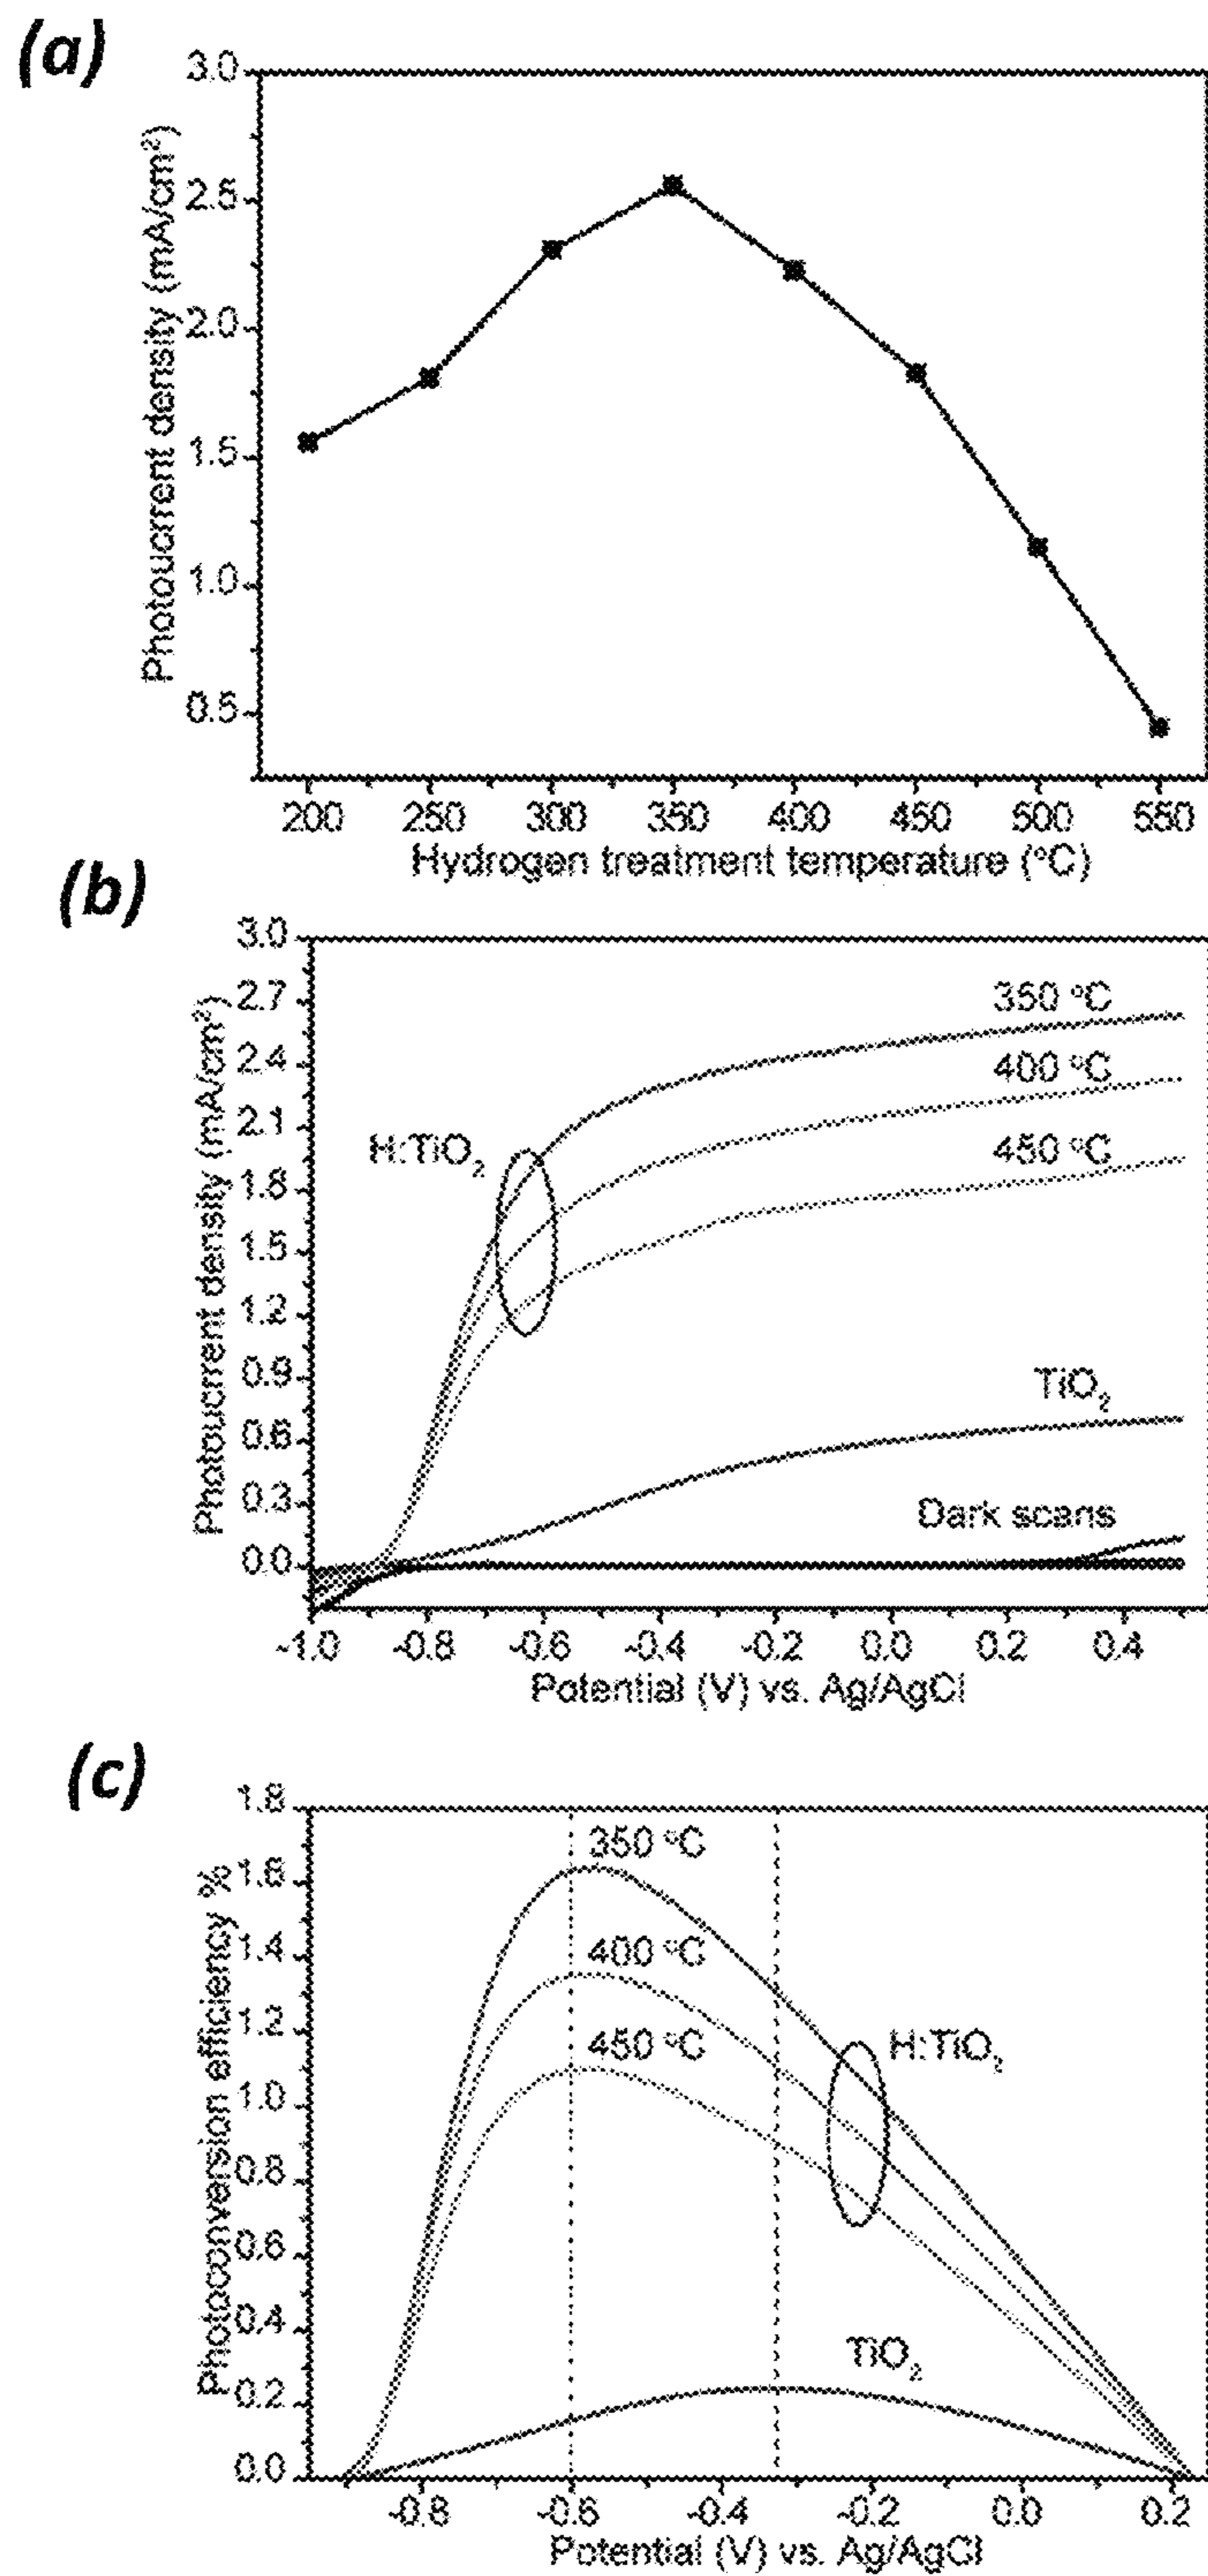 (a)
Photoucrrent density (mA/cm²)
3.0
2.5
2.0
1.5
1.0
0.5
200 250 300 350 400 450 500 550
Hydrogen treatment temperature (°C)
(b)
Photoucrrent density (mA/cm²)
3.0
2.7
2.4
2.1
1.8
1.5
1.2
0.9
0.6
0.3
0.0
350 °C
400 °C
H:TiO₂
450 °C
TiO₂
Dark scans
-1.0 -0.8 -0.6 -0.4 -0.2 0.0 0.2 0.4
Potential (V) vs. Ag/AgCl
(c)
Photoconversion efficiency %
1.8
1.6
1.4
1.2
1.0
0.8
0.6
0.4
0.2
0.0
350 °C
400 °C
450 °C
H:TiO₂
TiO₂
-0.8 -0.6 -0.4 -0.2 0.0 0.2
Potential (V) vs. Ag/AgCl